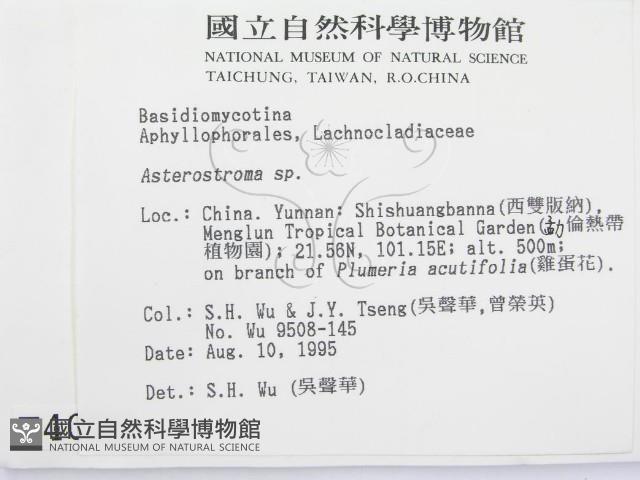 國立自然科學博物館
NATIONAL MUSEUM OF NATURAL SCIENCE
TAICHUNG, TAIWAN, R.O.CHINA
Basidiomycotina
Aphyllophorales, Lachnocladiaceae
Asterostroma sp.
Loc.: China. Yunnan: Shishuangbanna(西雙版納),
Menglun Tropical Botanical Garden(勐倫熱帶
植物園); 21.56N, 101.15E; alt. 500m;
on branch of Plumeria acutifolia(雞蛋花).
Col.: S.H. Wu & J.Y. Tseng(吳聲華,曾榮英)
No. Wu 9508-145
Date: Aug. 10, 1995
Det.: S.H. Wu (吳聲華)
國立自然科學博物館
NATIONAL MUSEUM OF NATURAL SCIENCE